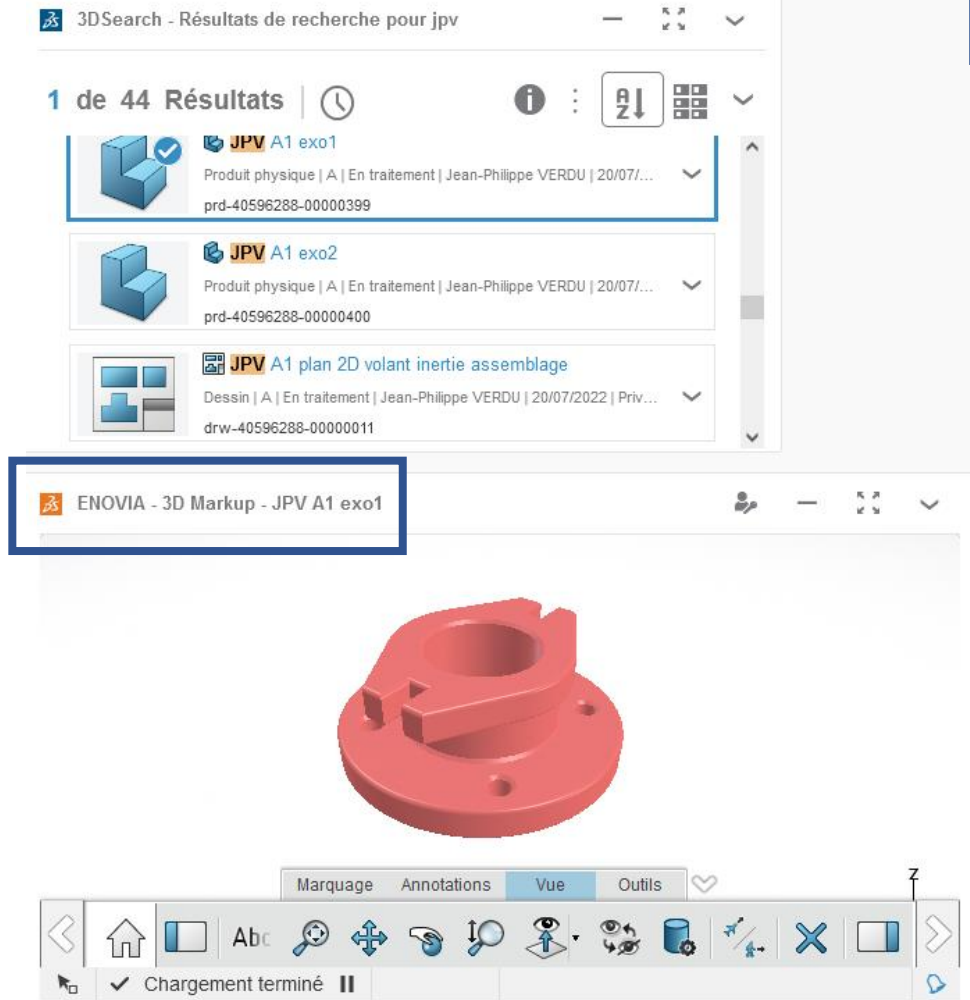 3DSearch - Résultats de recherche pour jpv
1 de 44 Résultats
JPV A1 exo1
Produit physique | A | En traitement | Jean-Philippe VERDU | 20/07/...
prd-40596288-00000399
JPV A1 exo2
Produit physique | A | En traitement | Jean-Philippe VERDU | 20/07/...
prd-40596288-00000400
JPV A1 plan 2D volant inertie assemblage
Dessin | A | En traitement | Jean-Philippe VERDU | 20/07/2022 | Priv...
drw-40596288-00000011
ENOVIA - 3D Markup - JPV A1 exo1
Marquage Annotations Vue Outils
Z
Abc
Chargement terminé